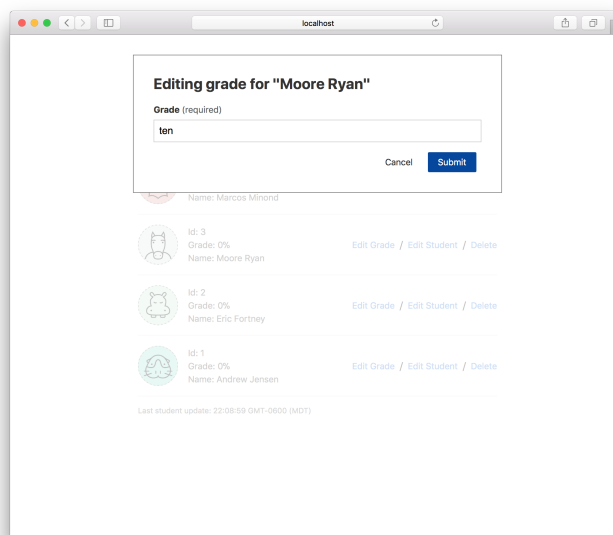 localhost
Editing grade for "Moore Ryan"
Grade (required)
ten
Cancel Submit
Name: Marcos Minond
Id: 3
Grade: 0%
Name: Moore Ryan
Edit Grade / Edit Student / Delete
Id: 2
Grade: 0%
Name: Eric Fortney
Edit Grade / Edit Student / Delete
Id: 1
Grade: 0%
Name: Andrew Jensen
Edit Grade / Edit Student / Delete
Last student update: 22:08:59 GMT-0600 (MDT)